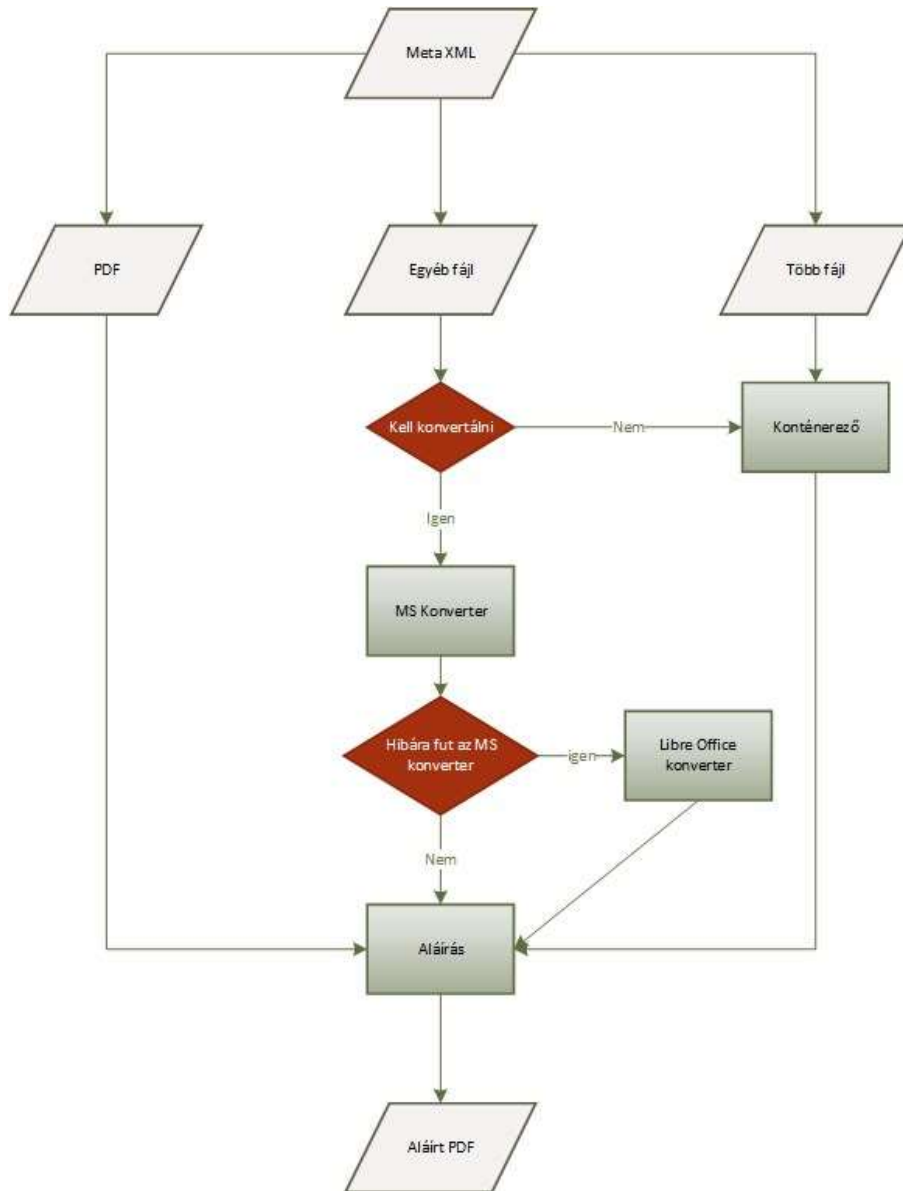 Meta XML
PDF
Egyéb fájl
Több fájl
Kell konvertálni
Nem
Konténerező
Igen
MS Konverter
Hibára fut az MS
konverter
igen
Libre Office
konverter
Nem
Aláírás
Aláírt PDF